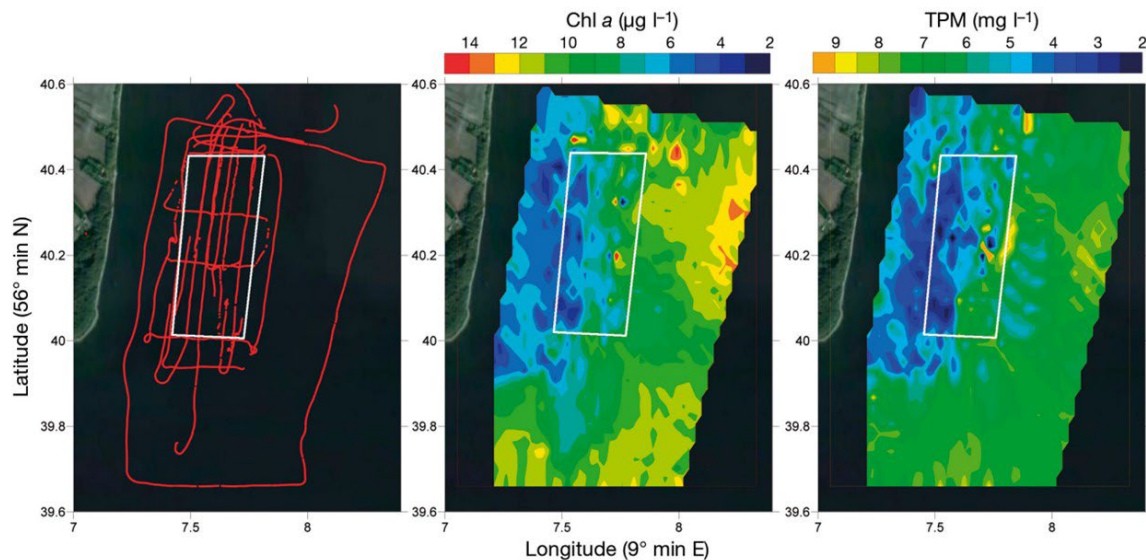 Chl a (µg l–1)
TPM (mg l–1)
14 12 10 8 6 4 2
9 8 7 6 5 4 3 2
40.6 40.6 40.6
40.4 40.4 40.4
40.2 40.2 40.2
40 40 40
39.8 39.8 39.8
39.6 39.6 39.6
7 7.5 8 7 7.5 8 7 7.5 8
Latitude (56° min N)
Longitude (9° min E)